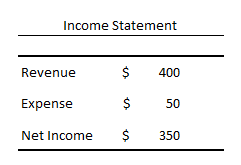 Income Statement
Revenue $ 400
Expense $ 50
Net Income $ 350